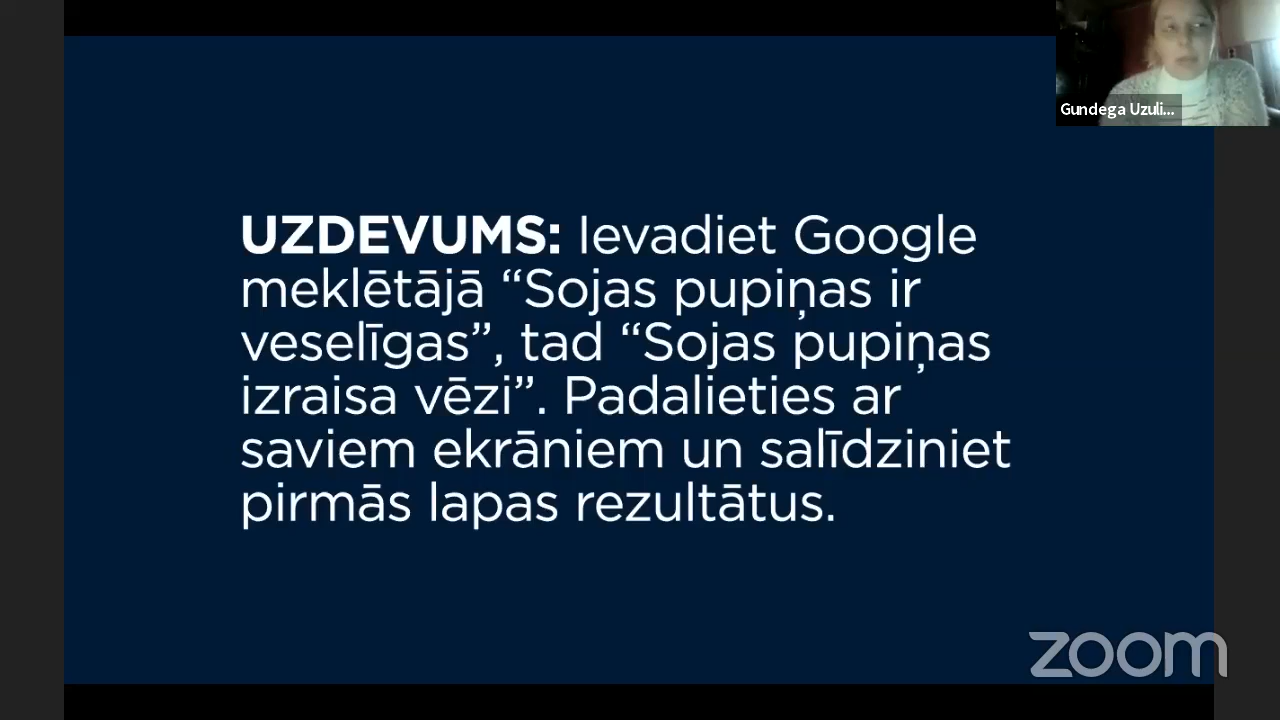 Gundega Uzuli...
UZDEVUMS: Ievadiet Google
meklētājā “Sojas pupiņas ir
veselīgas”, tad “Sojas pupiņas
izraisa vēzi”. Padalieties ar
saviem ekrāniem un salīdziniet
pirmās lapas rezultātus.
zoom